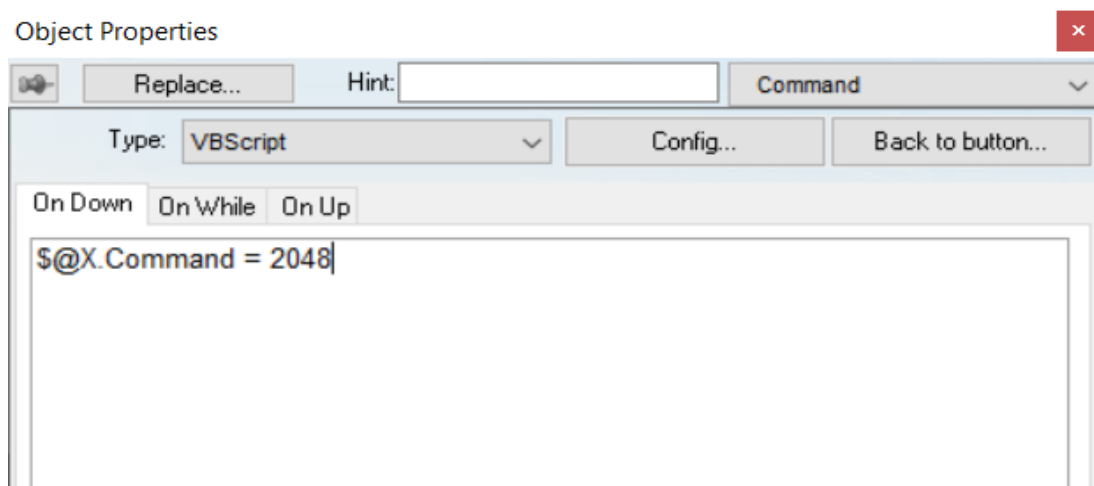 Object Properties
Replace... Hint: Command
Type: VBScript Config... Back to button...
On Down On While On Up
$@X.Command = 2048